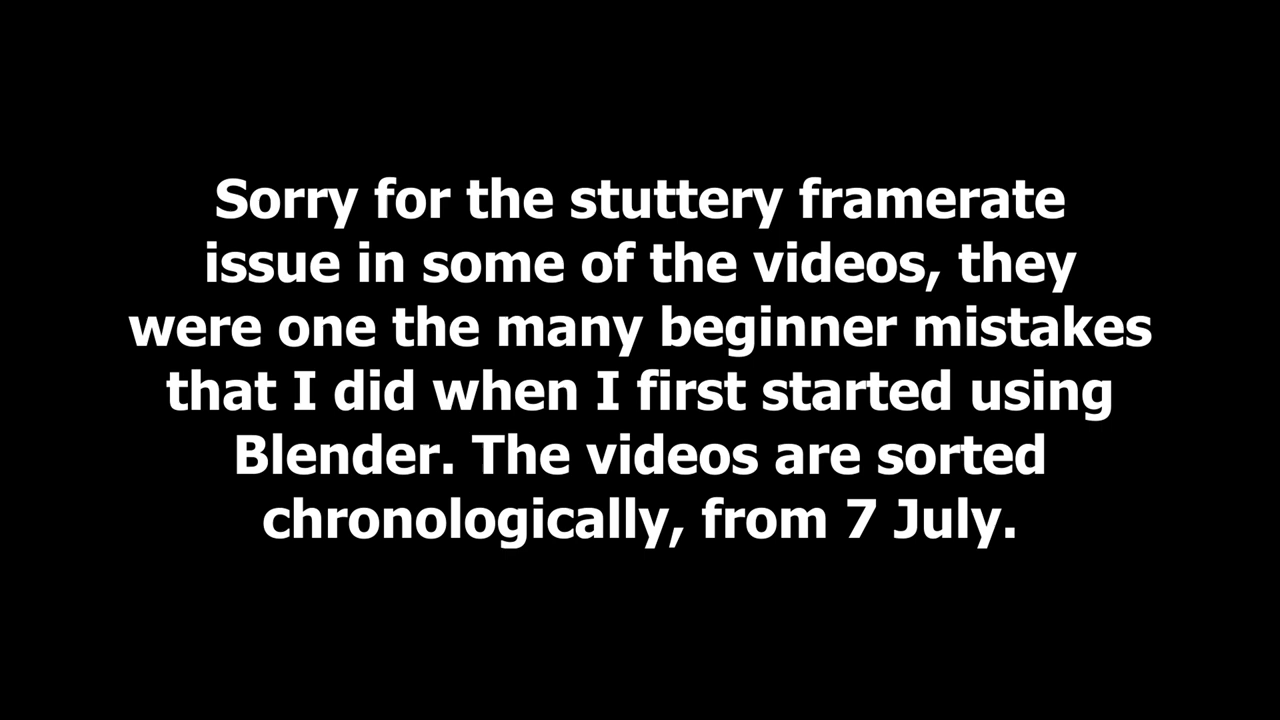 Sorry for the stuttery framerate
issue in some of the videos, they
were one the many beginner mistakes
that I did when I first started using
Blender. The videos are sorted
chronologically, from 7 July.